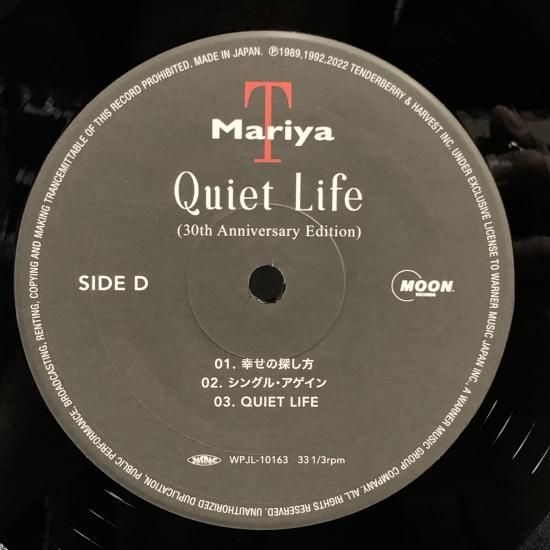 T
Mariya
Quiet Life
(30th Anniversary Edition)
SIDE D
MOON
RECORDS
01. 幸せの探し方
02. シングル・アゲイン
03. QUIET LIFE
WPJL-10163 33 1/3rpm
PUBLIC PERFORMANCE, BROADCASTING, RENTING, COPYING AND MAKING TRANCEMITTABLE OF THIS RECORD PROHIBITED. MADE IN JAPAN. ℗1989,1992,2022 TENDERBERRY & HARVEST INC. UNDER EXCLUSIVE LICENSE TO WARNER MUSIC JAPAN INC., A WARNER MUSIC GROUP COMPANY. ALL RIGHTS RESERVED. UNAUTHORIZED DUPLICATION,